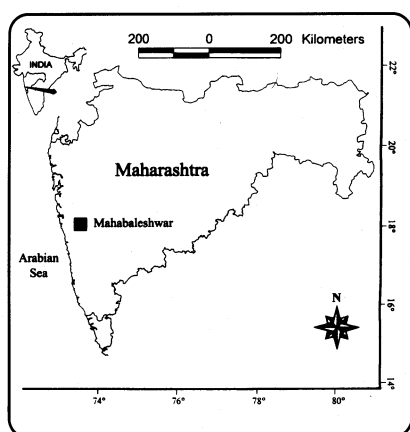 200 0 200 Kilometers
INDIA
22°
20°
Maharashtra
Mahabaleshwar
18°
Arabian
Sea
16°
N
14°
74° 76° 78° 80°